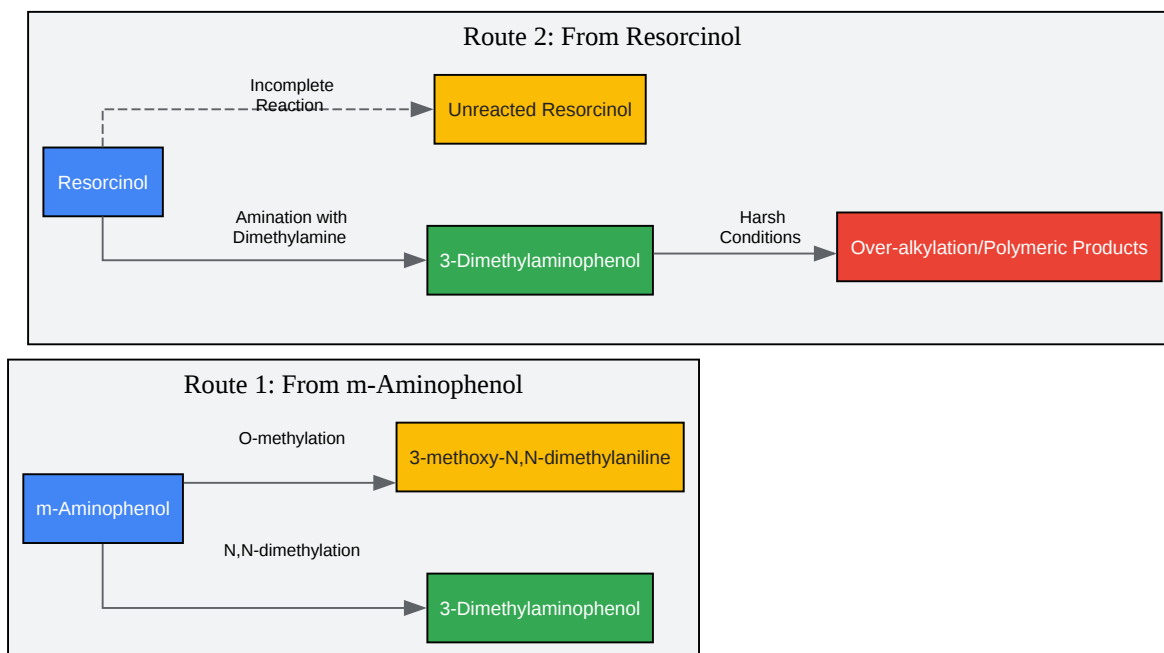 Route 2: From Resorcinol
Incomplete
Reaction
Unreacted Resorcinol
Resorcinol
Amination with
Dimethylamine
Harsh
Conditions
3-Dimethylaminophenol
Over-alkylation/Polymeric Products
Route 1: From m-Aminophenol
O-methylation
3-methoxy-N,N-dimethylaniline
m-Aminophenol
N,N-dimethylation
3-Dimethylaminophenol